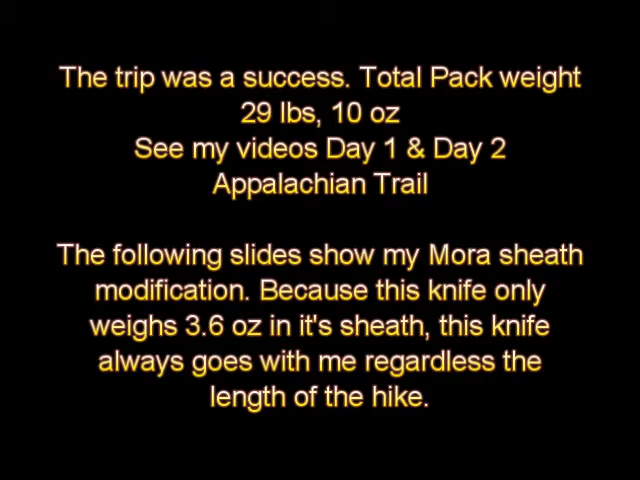 The trip was a success. Total Pack weight
29 lbs, 10 oz
See my videos Day 1 & Day 2
Appalachian Trail
The following slides show my Mora sheath
modification. Because this knife only
weighs 3.6 oz in it's sheath, this knife
always goes with me regardless the
length of the hike.